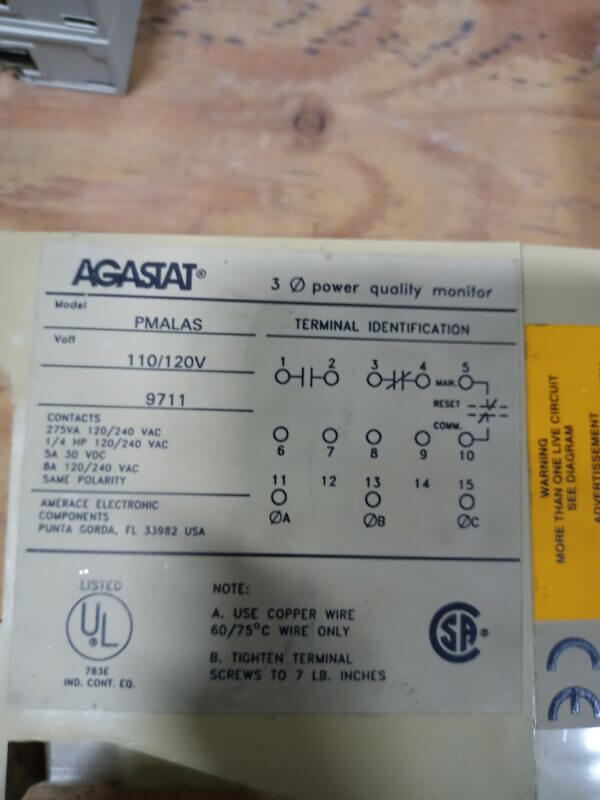 AGASTAT®
3 Ø power quality monitor
Model
PMALAS
Volt
110/120V
9711
CONTACTS
275VA 120/240 VAC
1/4 HP 120/240 VAC
5A 30 VDC
8A 120/240 VAC
SAME POLARITY
AMERACE ELECTRONIC
COMPONENTS
PUNTA GORDA, FL 33982 USA
TERMINAL IDENTIFICATION
1 2 3 4 5
MAN.
RESET
COMM.
6 7 8 9 10
11 12 13 14 15
ØA ØB ØC
LISTED
UL
783E
IND. CONT. EQ.
NOTE:
A. USE COPPER WIRE
60/75°C WIRE ONLY
B. TIGHTEN TERMINAL
SCREWS TO 7 LB. INCHES
CSA®
WARNING
MORE THAN ONE LIVE CIRCUIT
SEE DIAGRAM
ADVERTISSEMENT
CE